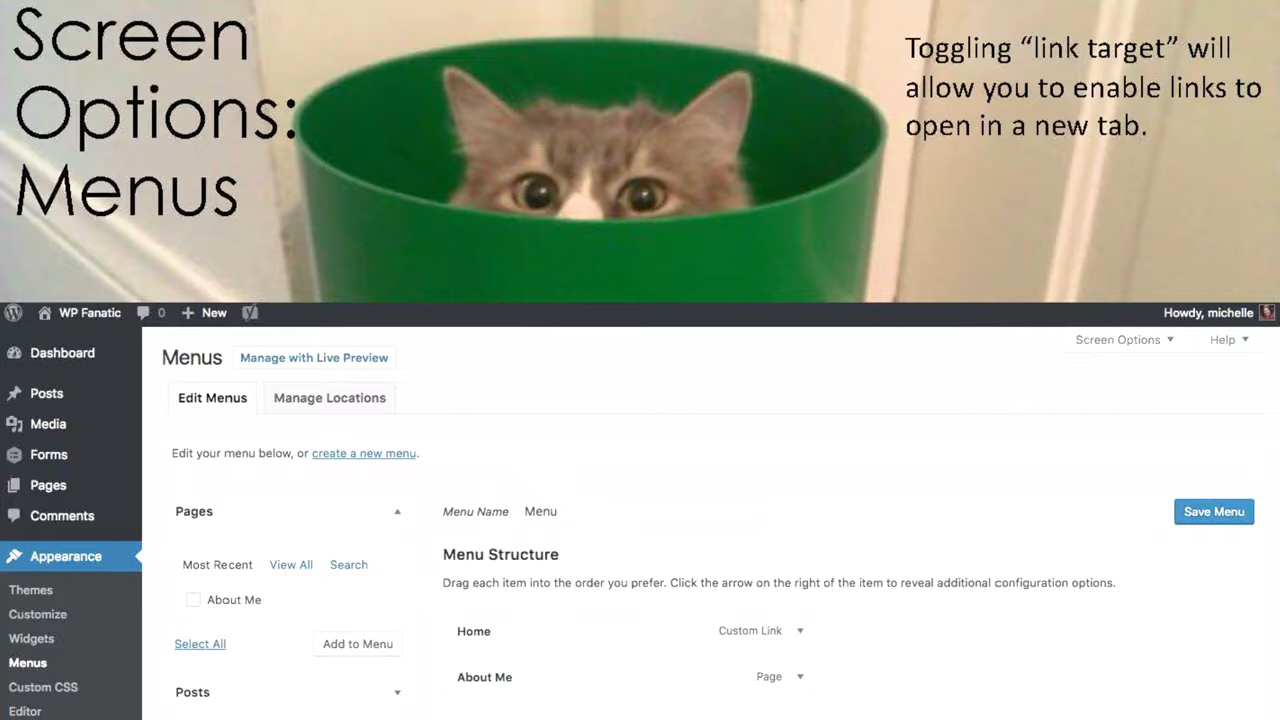 Screen
Options:
Menus
Toggling “link target” will
allow you to enable links to
open in a new tab.
WP Fanatic 0 New Howdy, michelle
Screen Options Help
Dashboard
Posts
Media
Forms
Pages
Comments
Appearance
Themes
Customize
Widgets
Menus
Custom CSS
Editor
Menus Manage with Live Preview
Edit Menus Manage Locations
Edit your menu below, or create a new menu.
Pages
Most Recent View All Search
About Me
Select All Add to Menu
Posts
Menu Name Menu Save Menu
Menu Structure
Drag each item into the order you prefer. Click the arrow on the right of the item to reveal additional configuration options.
Home Custom Link
About Me Page